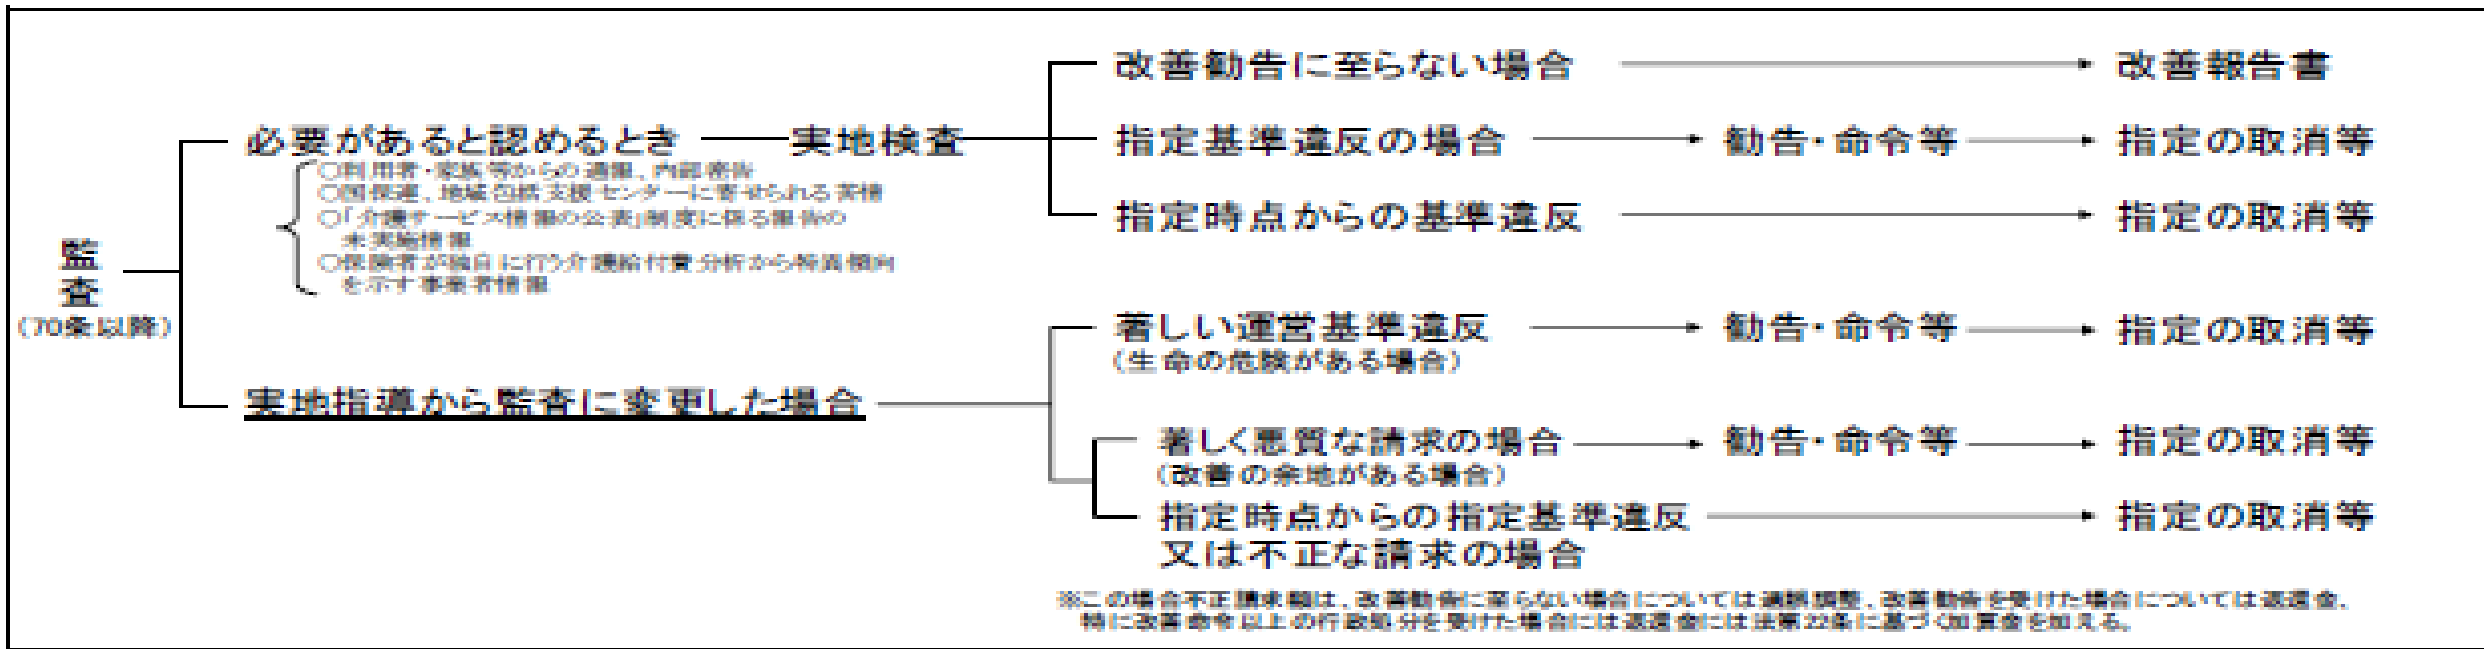 改善勧告に至らない場合 改善報告書
必要があると認めるとき 実地検査 指定基準違反の場合 勧告・命令等 指定の取消等
○利用者・家族等からの通報、内部密告
○国保連、地域包括支援センターに寄せられる苦情
○「介護サービス情報の公表」制度に係る報告の
未実施情報
○保険者が独自に行う介護給付費分析から特異傾向
を示す事業者情報
指定時点からの基準違反 指定の取消等
監査
(70条以降)
著しい運営基準違反 勧告・命令等 指定の取消等
(生命の危険がある場合)
実地指導から監査に変更した場合
著しく悪質な請求の場合 勧告・命令等 指定の取消等
(改善の余地がある場合)
指定時点からの指定基準違反 指定の取消等
又は不正な請求の場合
※この場合不正請求額は、改善勧告に至らない場合については過誤調整、改善勧告を受けた場合については返還金、
特に改善命令以上の行政処分を受けた場合には返還金には法第22条に基づく加算金を加える。